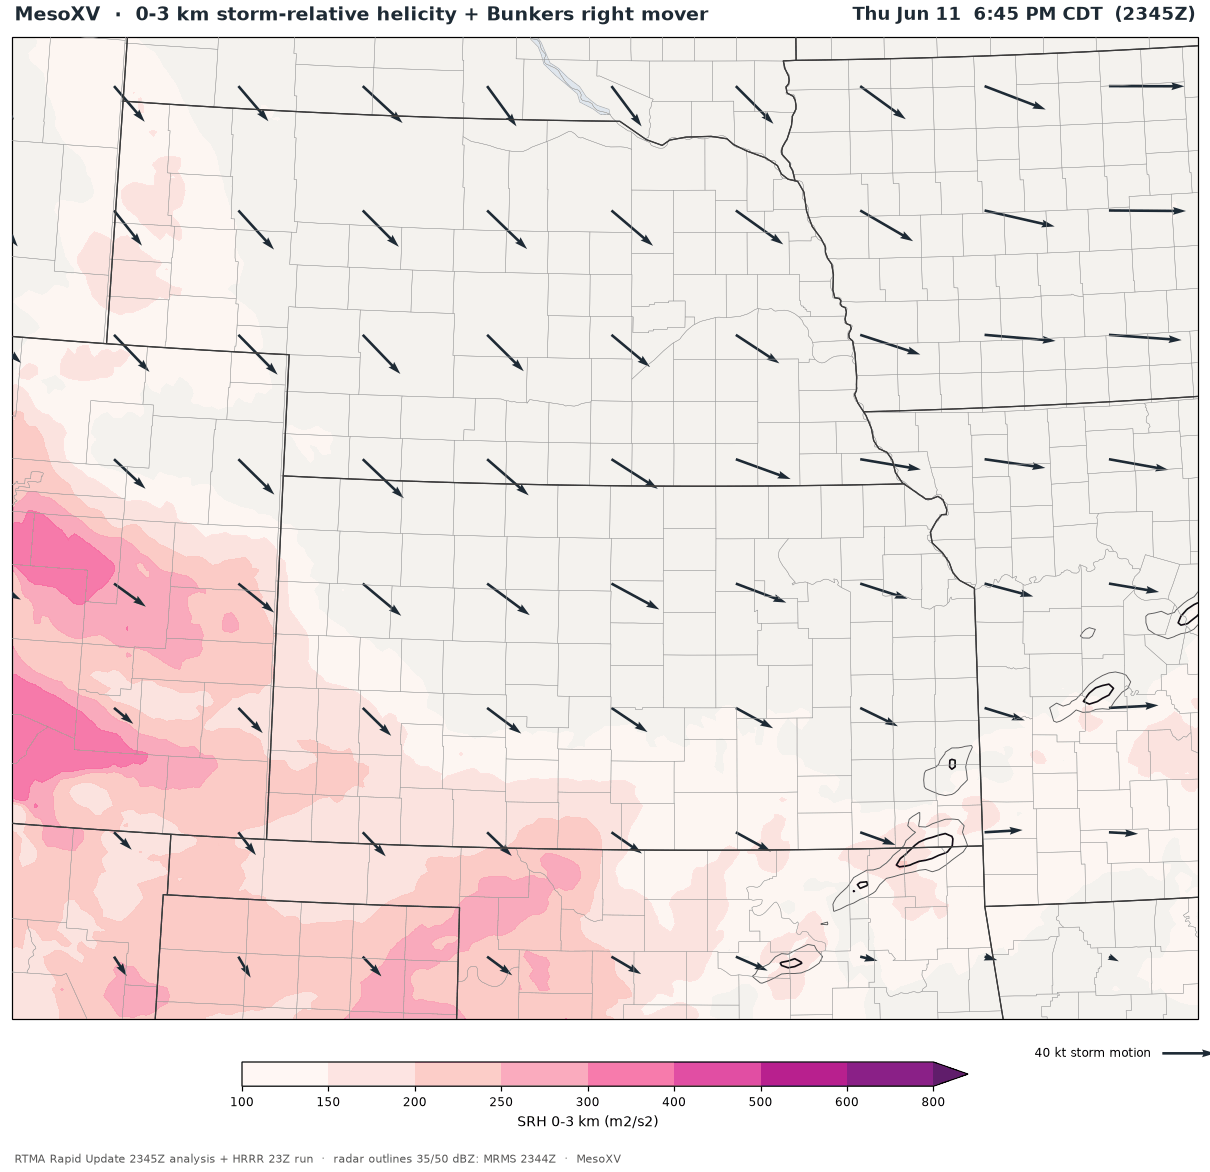 MesoXV · 0-3 km storm-relative helicity + Bunkers right mover
Thu Jun 11 6:45 PM CDT (2345Z)
40 kt storm motion
100 150 200 250 300 400 500 600 800
SRH 0-3 km (m2/s2)
RTMA Rapid Update 2345Z analysis + HRRR 23Z run · radar outlines 35/50 dBZ: MRMS 2344Z · MesoXV